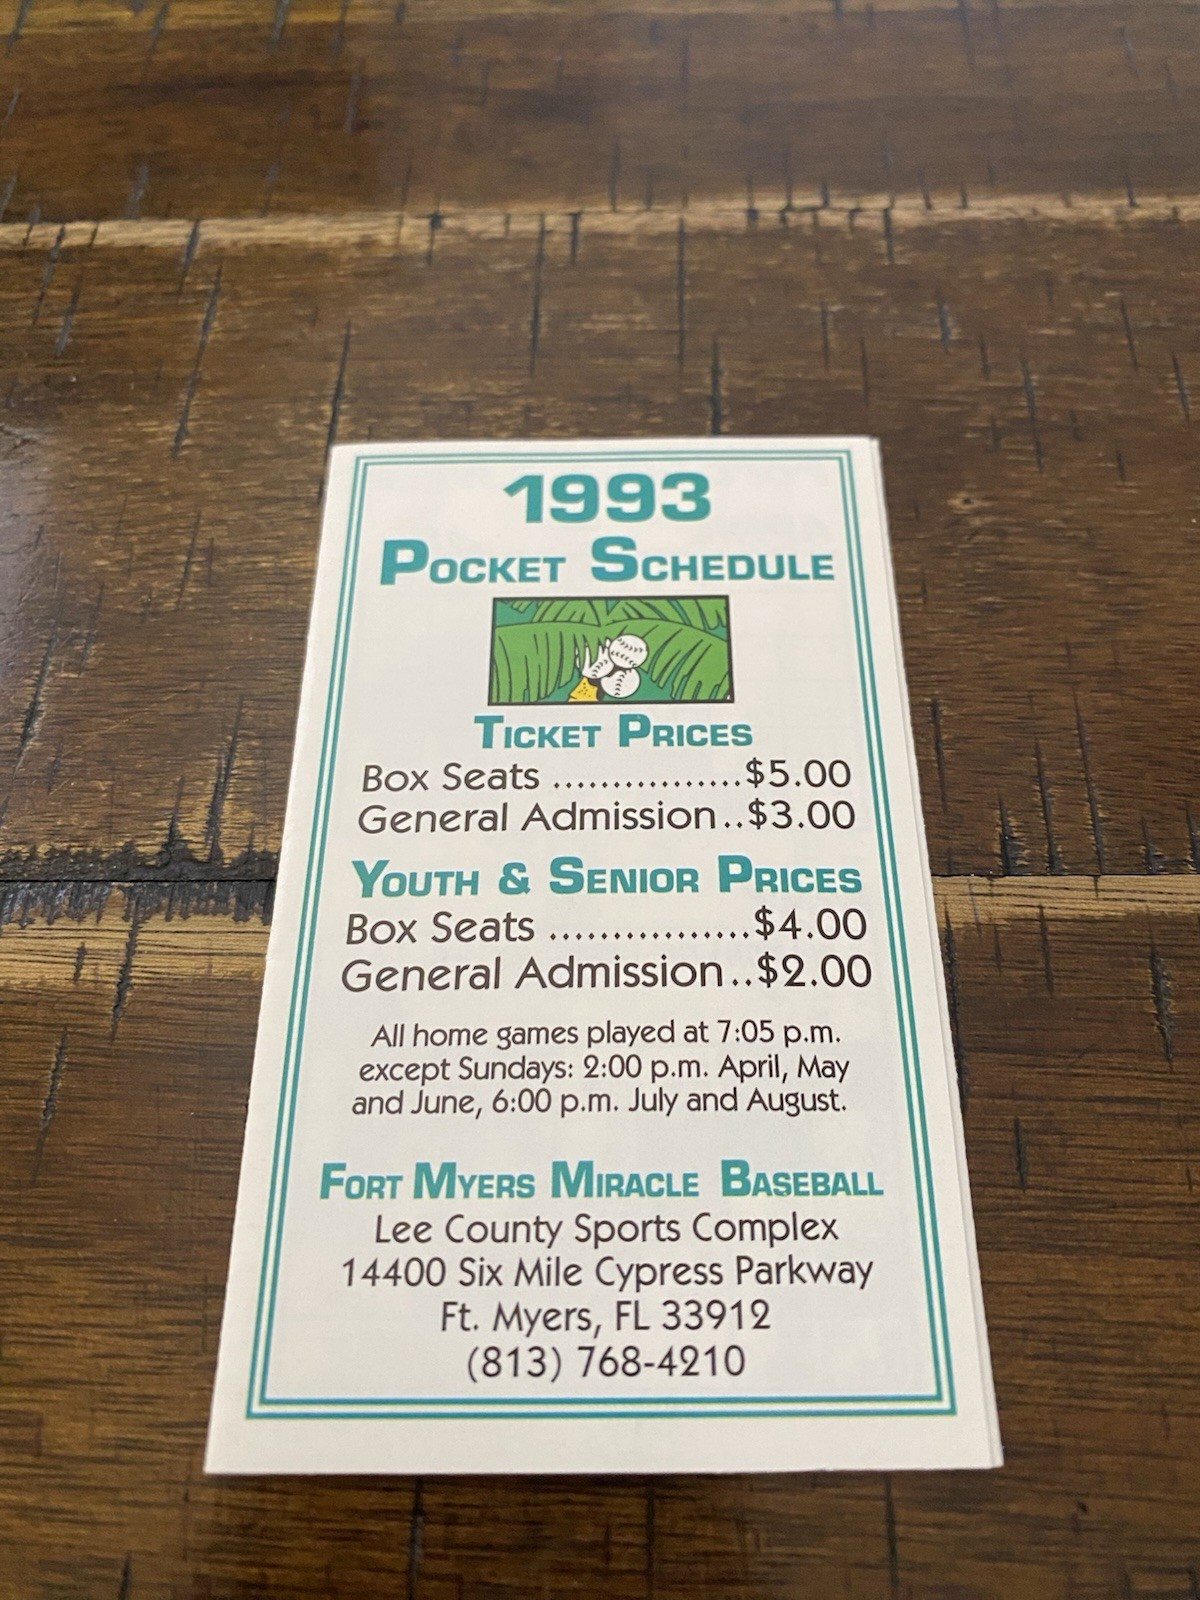 1993
POCKET SCHEDULE
TICKET PRICES
Box Seats ................$5.00
General Admission..$3.00
YOUTH & SENIOR PRICES
Box Seats .................$4.00
General Admission..$2.00
All home games played at 7:05 p.m.
except Sundays: 2:00 p.m. April, May
and June, 6:00 p.m. July and August.
FORT MYERS MIRACLE BASEBALL
Lee County Sports Complex
14400 Six Mile Cypress Parkway
Ft. Myers, FL 33912
(813) 768-4210